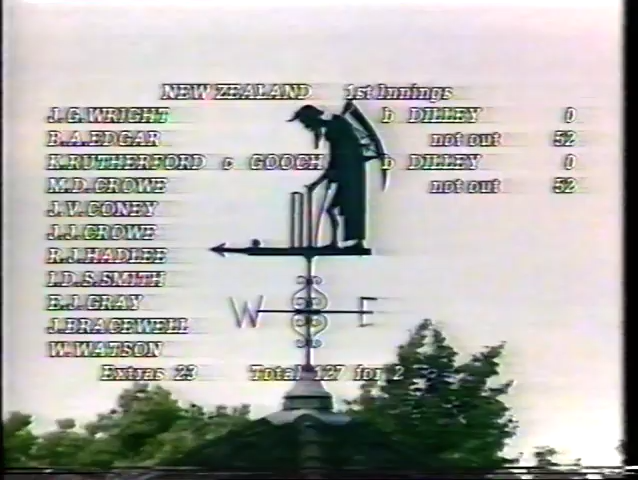 NEW ZEALAND 1st Innings
J.G.WRIGHT b DILLEY 0
B.A.EDGAR not out 52
K.RUTHERFORD c GOOCH b DILLEY 0
M.D.CROWE not out 52
J.V.CONEY
J.J.CROWE
R.J.HADLEE
I.D.S.SMITH
E.J.GRAY
J.BRACEWELL
W.WATSON
Extras 23 Total 127 for 2
W E